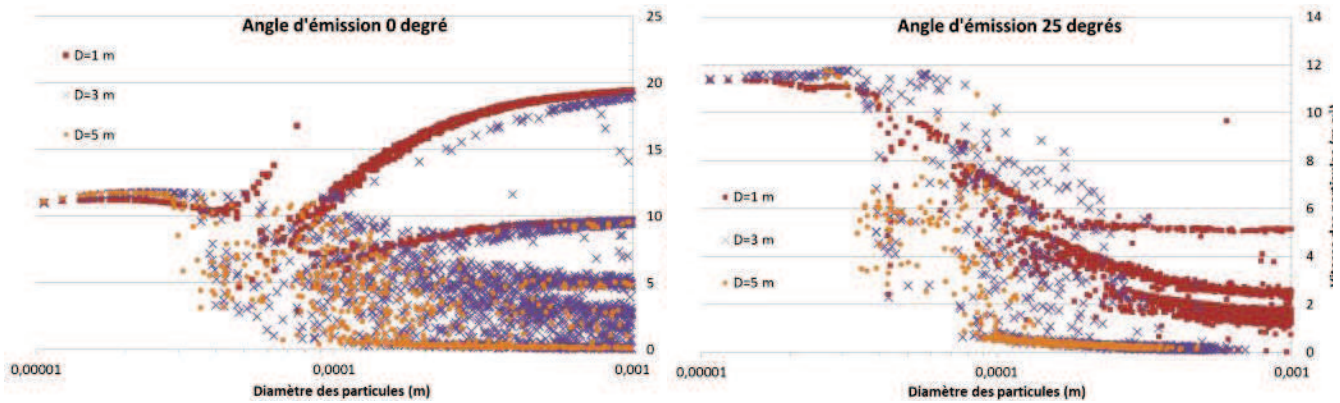 Angle d'émission 0 degré
D=1 m
D=3 m
D=5 m
25
20
15
10
5
0
0,00001
0,0001
0,001
Diamètre des particules (m)
Angle d'émission 25 degrés
D=1 m
D=3 m
D=5 m
14
12
10
8
6
4
2
0
0,00001
0,0001
0,001
Diamètre des particules (m)